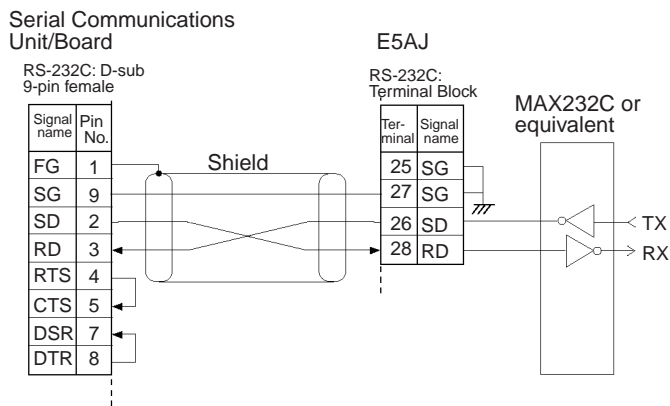 Serial Communications
Unit/Board
RS-232C: D-sub
9-pin female
Signal name Pin No.
FG 1
SG 9
SD 2
RD 3
RTS 4
CTS 5
DSR 7
DTR 8
Shield
E5AJ
RS-232C:
Terminal Block
Ter-minal Signal name
25 SG
27 SG
26 SD
28 RD
MAX232C or
equivalent
TX
RX